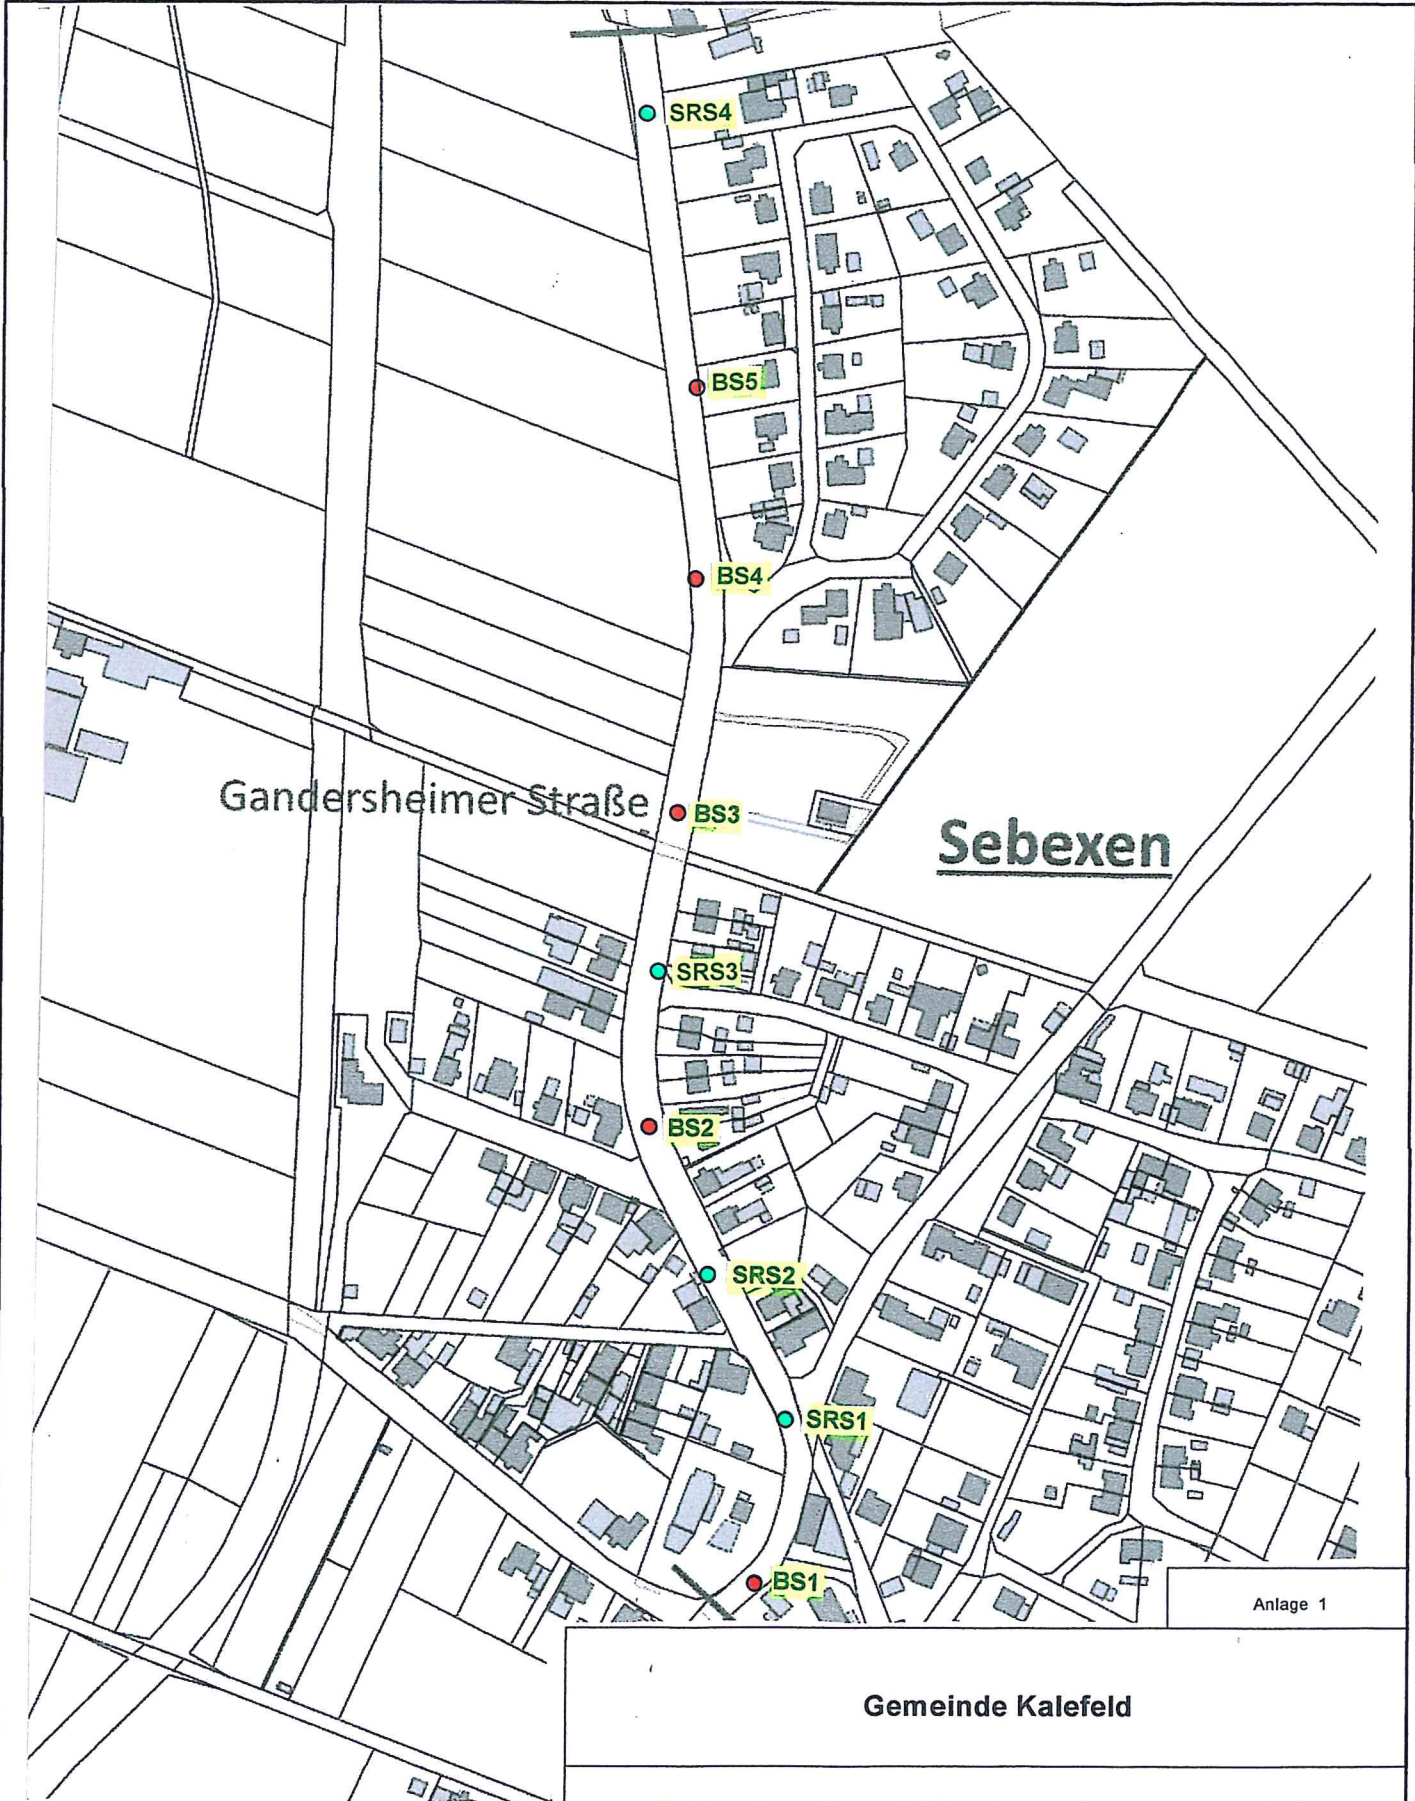 SRS4
BS5
BS4
Gandersheimer Straße
BS3
Sebexen
SRS3
BS2
SRS2
SRS1
BS1
Anlage 1
Gemeinde Kalefeld